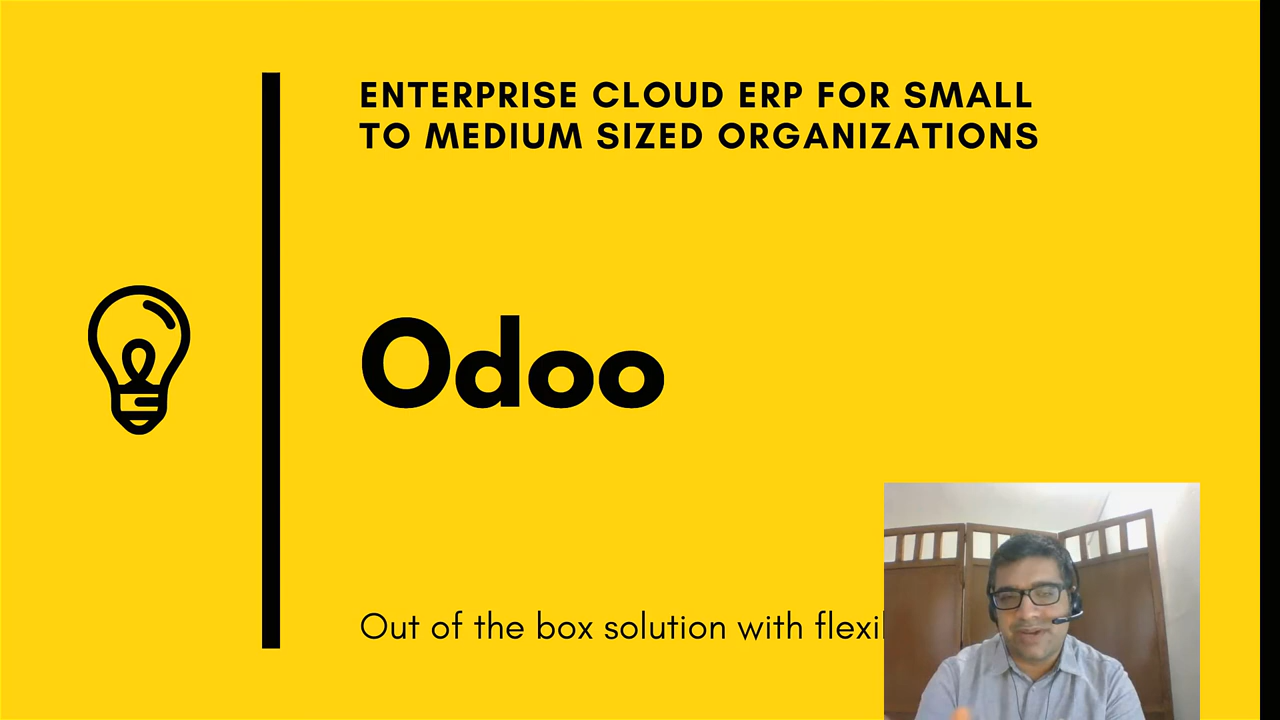 ENTERPRISE CLOUD ERP FOR SMALL
TO MEDIUM SIZED ORGANIZATIONS
Odoo
Out of the box solution with